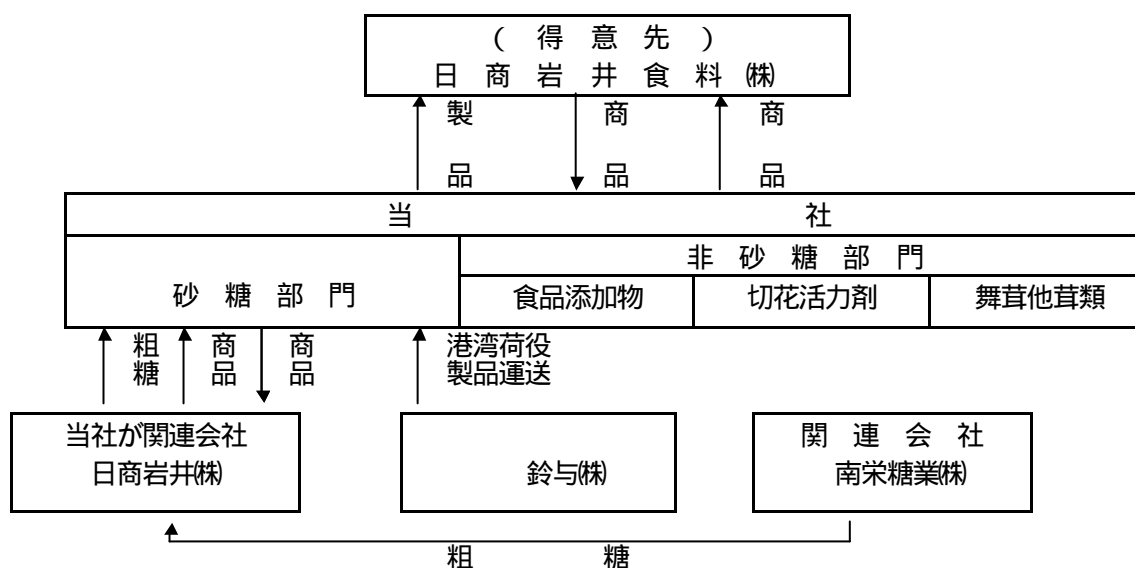 ( 得 意 先 )
日 商 岩 井 食 料 ㈱
製 品
商 品
商 品
当 社
砂 糖 部 門
非 砂 糖 部 門
食品添加物
切花活力剤
舞茸他茸類
粗糖
商品
商品
港湾荷役
製品運送
当社が関連会社
日商岩井㈱
鈴与㈱
関 連 会 社
南栄糖業㈱
粗 糖